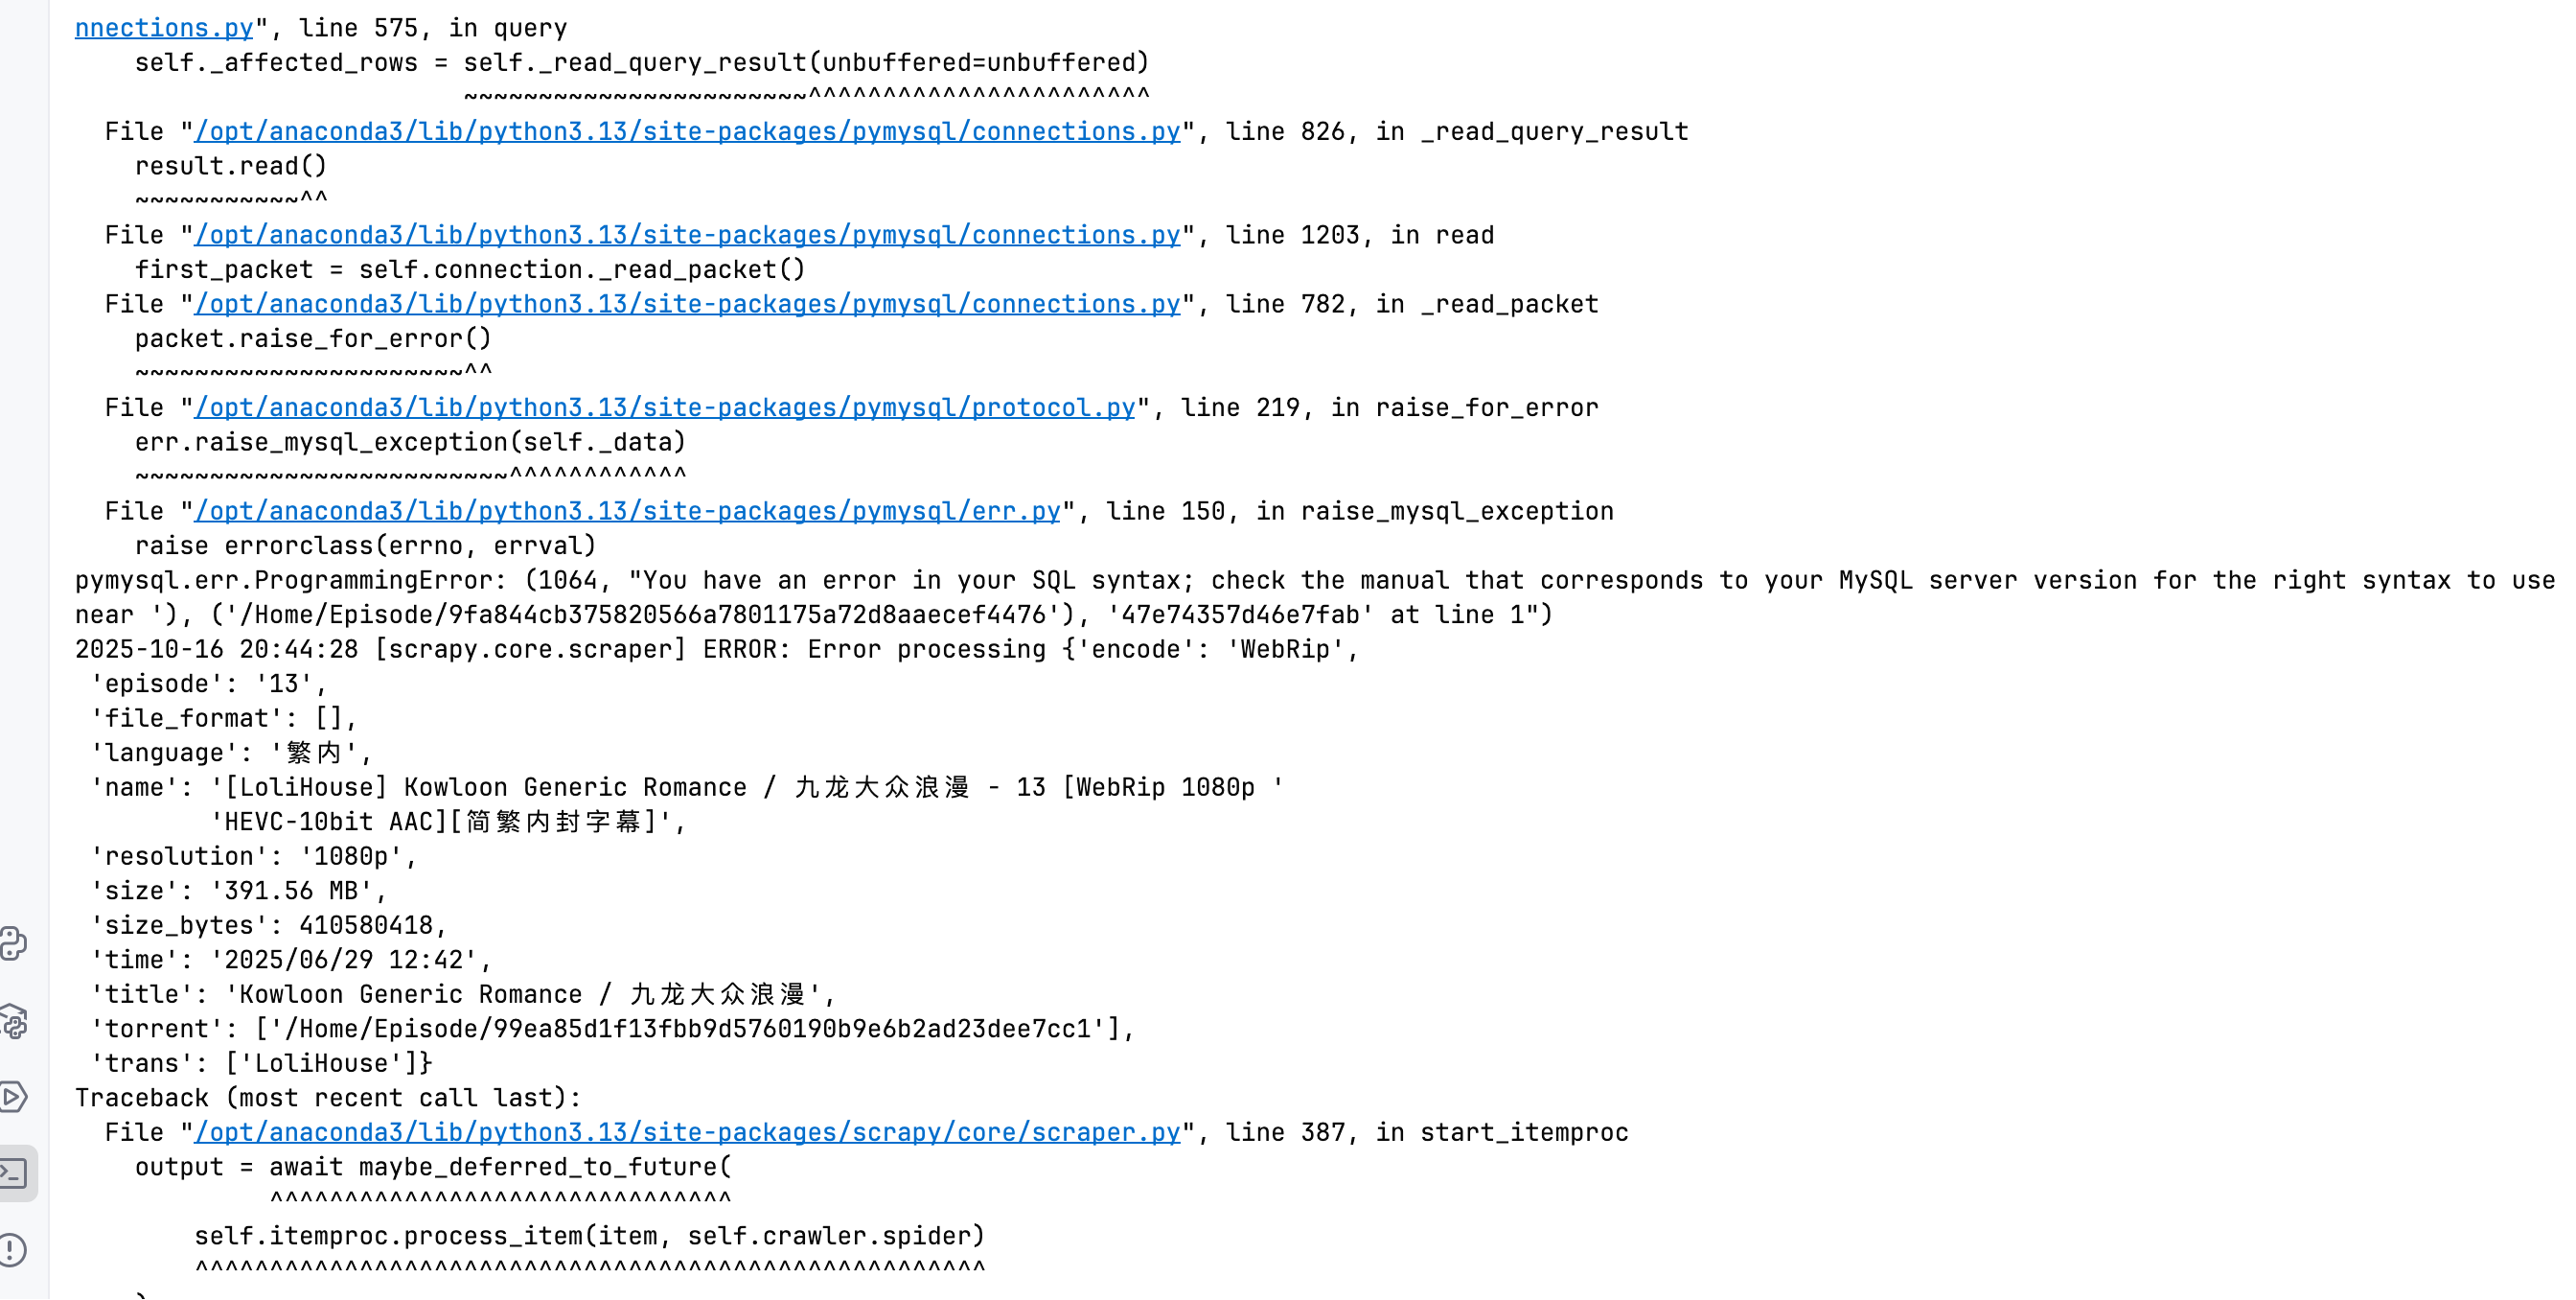 nnections.py", line 575, in query
    self._affected_rows = self._read_query_result(unbuffered=unbuffered)
                          ~~~~~~~~~~~~~~~~~~~~~~~^^^^^^^^^^^^^^^^^^^^^^^
  File "/opt/anaconda3/lib/python3.13/site-packages/pymysql/connections.py", line 826, in _read_query_result
    result.read()
    ~~~~~~~~~~~^^
  File "/opt/anaconda3/lib/python3.13/site-packages/pymysql/connections.py", line 1203, in read
    first_packet = self.connection._read_packet()
  File "/opt/anaconda3/lib/python3.13/site-packages/pymysql/connections.py", line 782, in _read_packet
    packet.raise_for_error()
    ~~~~~~~~~~~~~~~~~~~~~~^^
  File "/opt/anaconda3/lib/python3.13/site-packages/pymysql/protocol.py", line 219, in raise_for_error
    err.raise_mysql_exception(self._data)
    ~~~~~~~~~~~~~~~~~~~~~~~~~^^^^^^^^^^^^
  File "/opt/anaconda3/lib/python3.13/site-packages/pymysql/err.py", line 150, in raise_mysql_exception
    raise errorclass(errno, errval)
pymysql.err.ProgrammingError: (1064, "You have an error in your SQL syntax; check the manual that corresponds to your MySQL server version for the right syntax to use
near '), ('/Home/Episode/9fa844cb375820566a7801175a72d8aaecef4476'), '47e74357d46e7fab' at line 1")
2025-10-16 20:44:28 [scrapy.core.scraper] ERROR: Error processing {'encode': 'WebRip',
 'episode': '13',
 'file_format': [],
 'language': '繁内',
 'name': '[LoliHouse] Kowloon Generic Romance / 九龙大众浪漫 - 13 [WebRip 1080p '
         'HEVC-10bit AAC][简繁内封字幕]',
 'resolution': '1080p',
 'size': '391.56 MB',
 'size_bytes': 410580418,
 'time': '2025/06/29 12:42',
 'title': 'Kowloon Generic Romance / 九龙大众浪漫',
 'torrent': ['/Home/Episode/99ea85d1f13fbb9d5760190b9e6b2ad23dee7cc1'],
 'trans': ['LoliHouse']}
Traceback (most recent call last):
  File "/opt/anaconda3/lib/python3.13/site-packages/scrapy/core/scraper.py", line 387, in start_itemproc
    output = await maybe_deferred_to_future(
             ^^^^^^^^^^^^^^^^^^^^^^^^^^^^^^^
        self.itemproc.process_item(item, self.crawler.spider)
        ^^^^^^^^^^^^^^^^^^^^^^^^^^^^^^^^^^^^^^^^^^^^^^^^^^^^^
    )